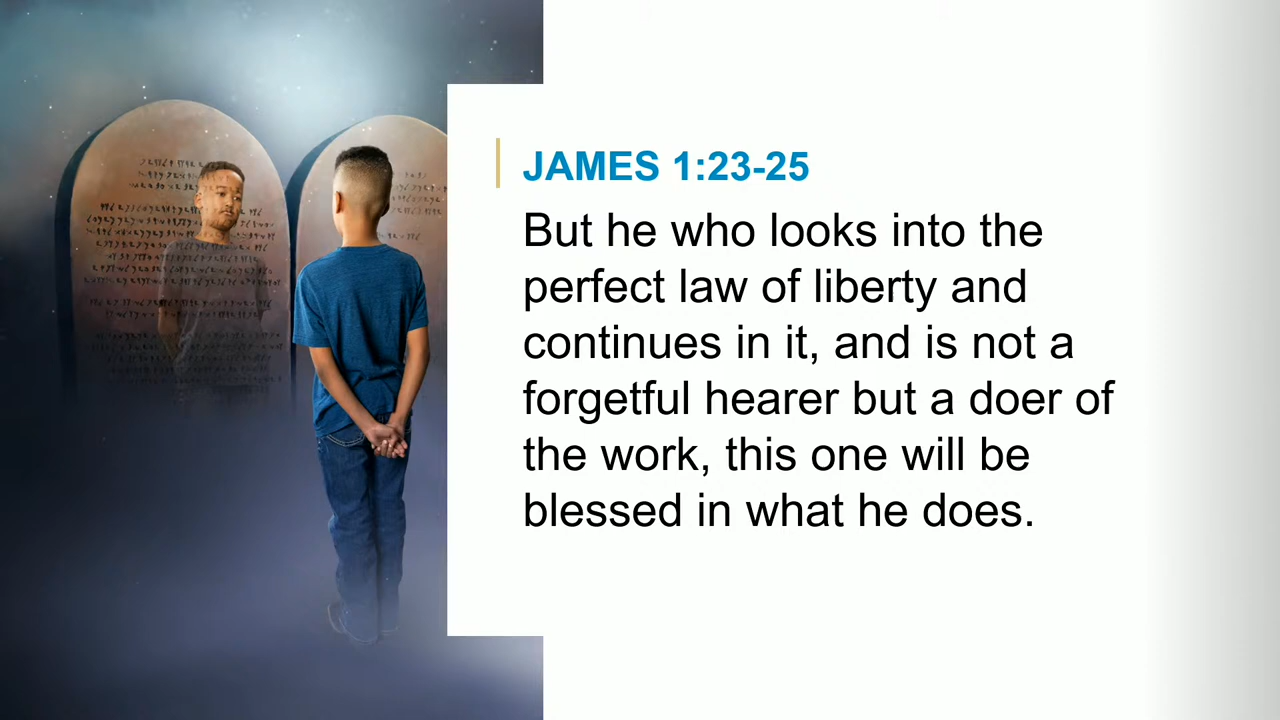 JAMES 1:23-25
But he who looks into the
perfect law of liberty and
continues in it, and is not a
forgetful hearer but a doer of
the work, this one will be
blessed in what he does.